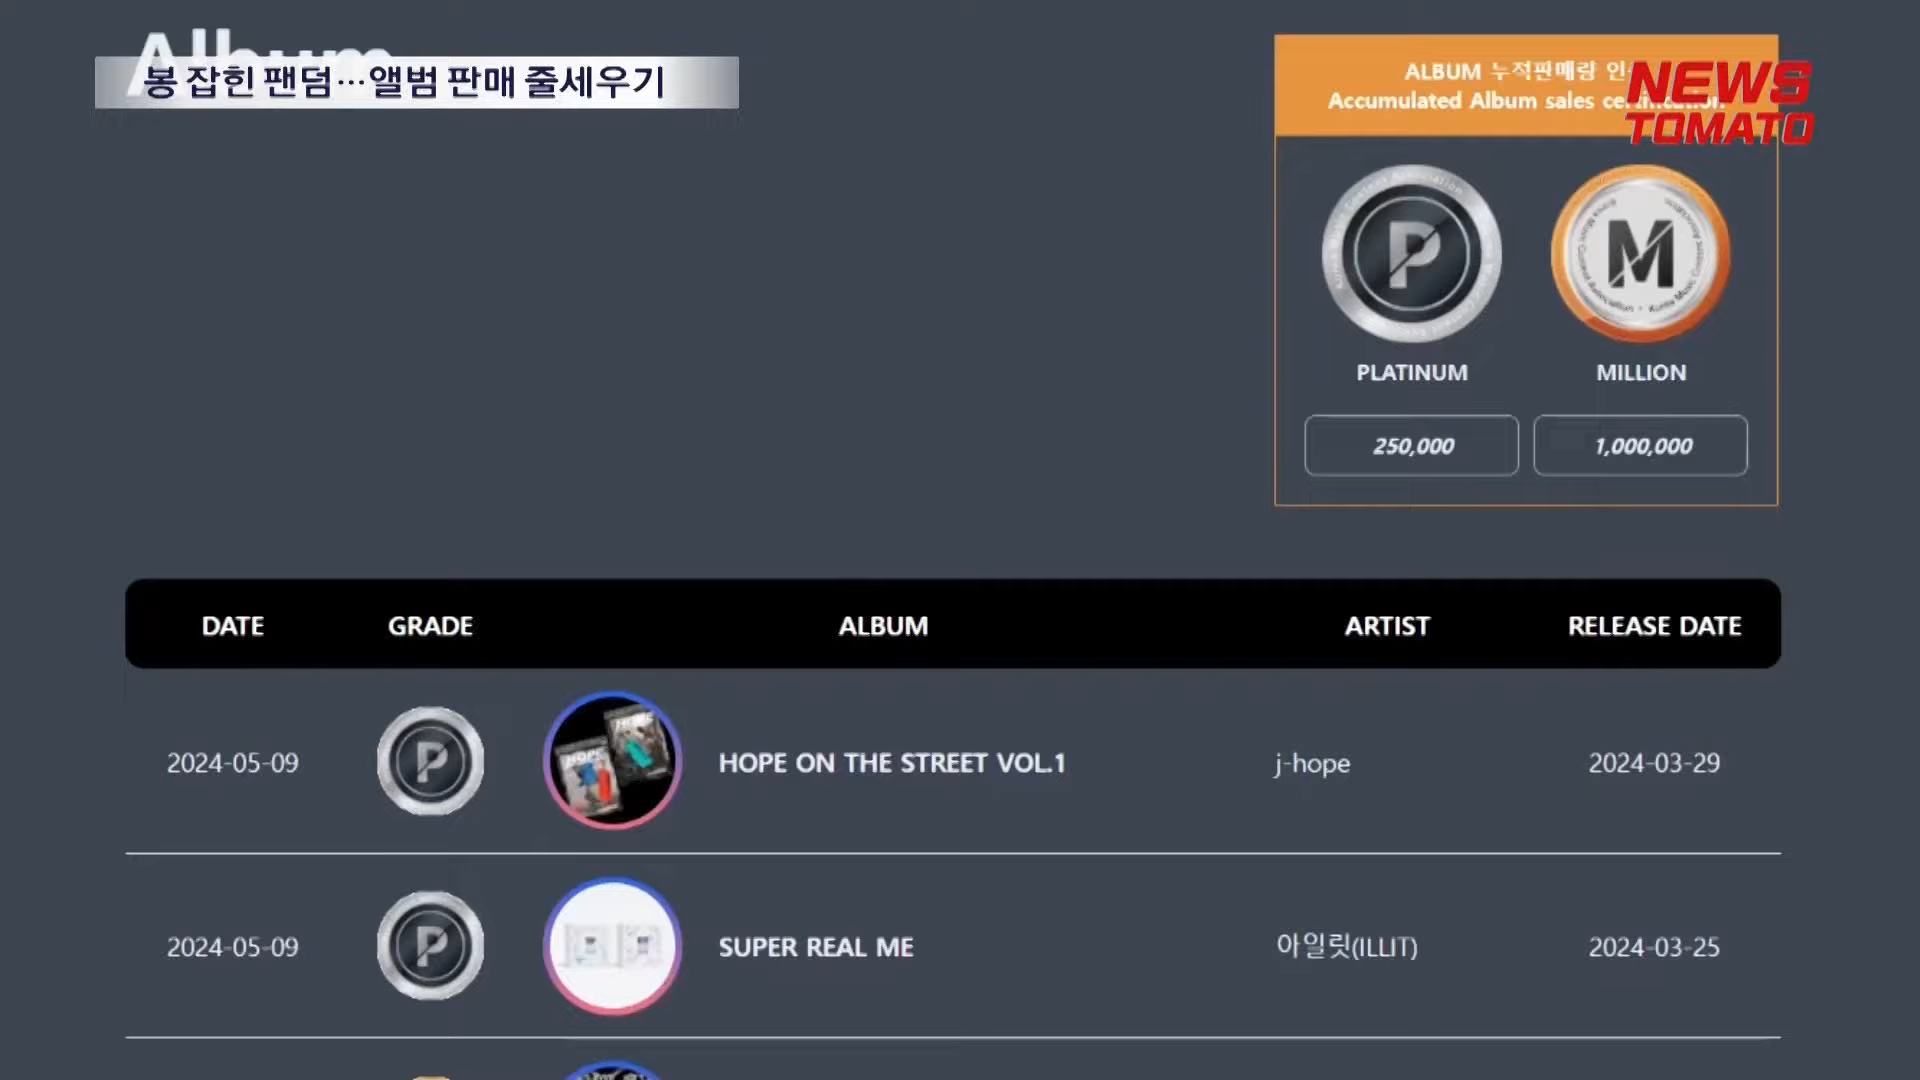 Album
봉 잡힌 팬덤…앨범 판매 줄세우기
ALBUM 누적판매량
Accumulated Album sales
NEWS
TOMATO
P
M
PLATINUM
MILLION
250,000
1,000,000
DATE
GRADE
ALBUM
ARTIST
RELEASE DATE
2024-05-09
P
HOPE ON THE STREET VOL.1
j-hope
2024-03-29
2024-05-09
P
SUPER REAL ME
아일릿(ILLIT)
2024-03-25